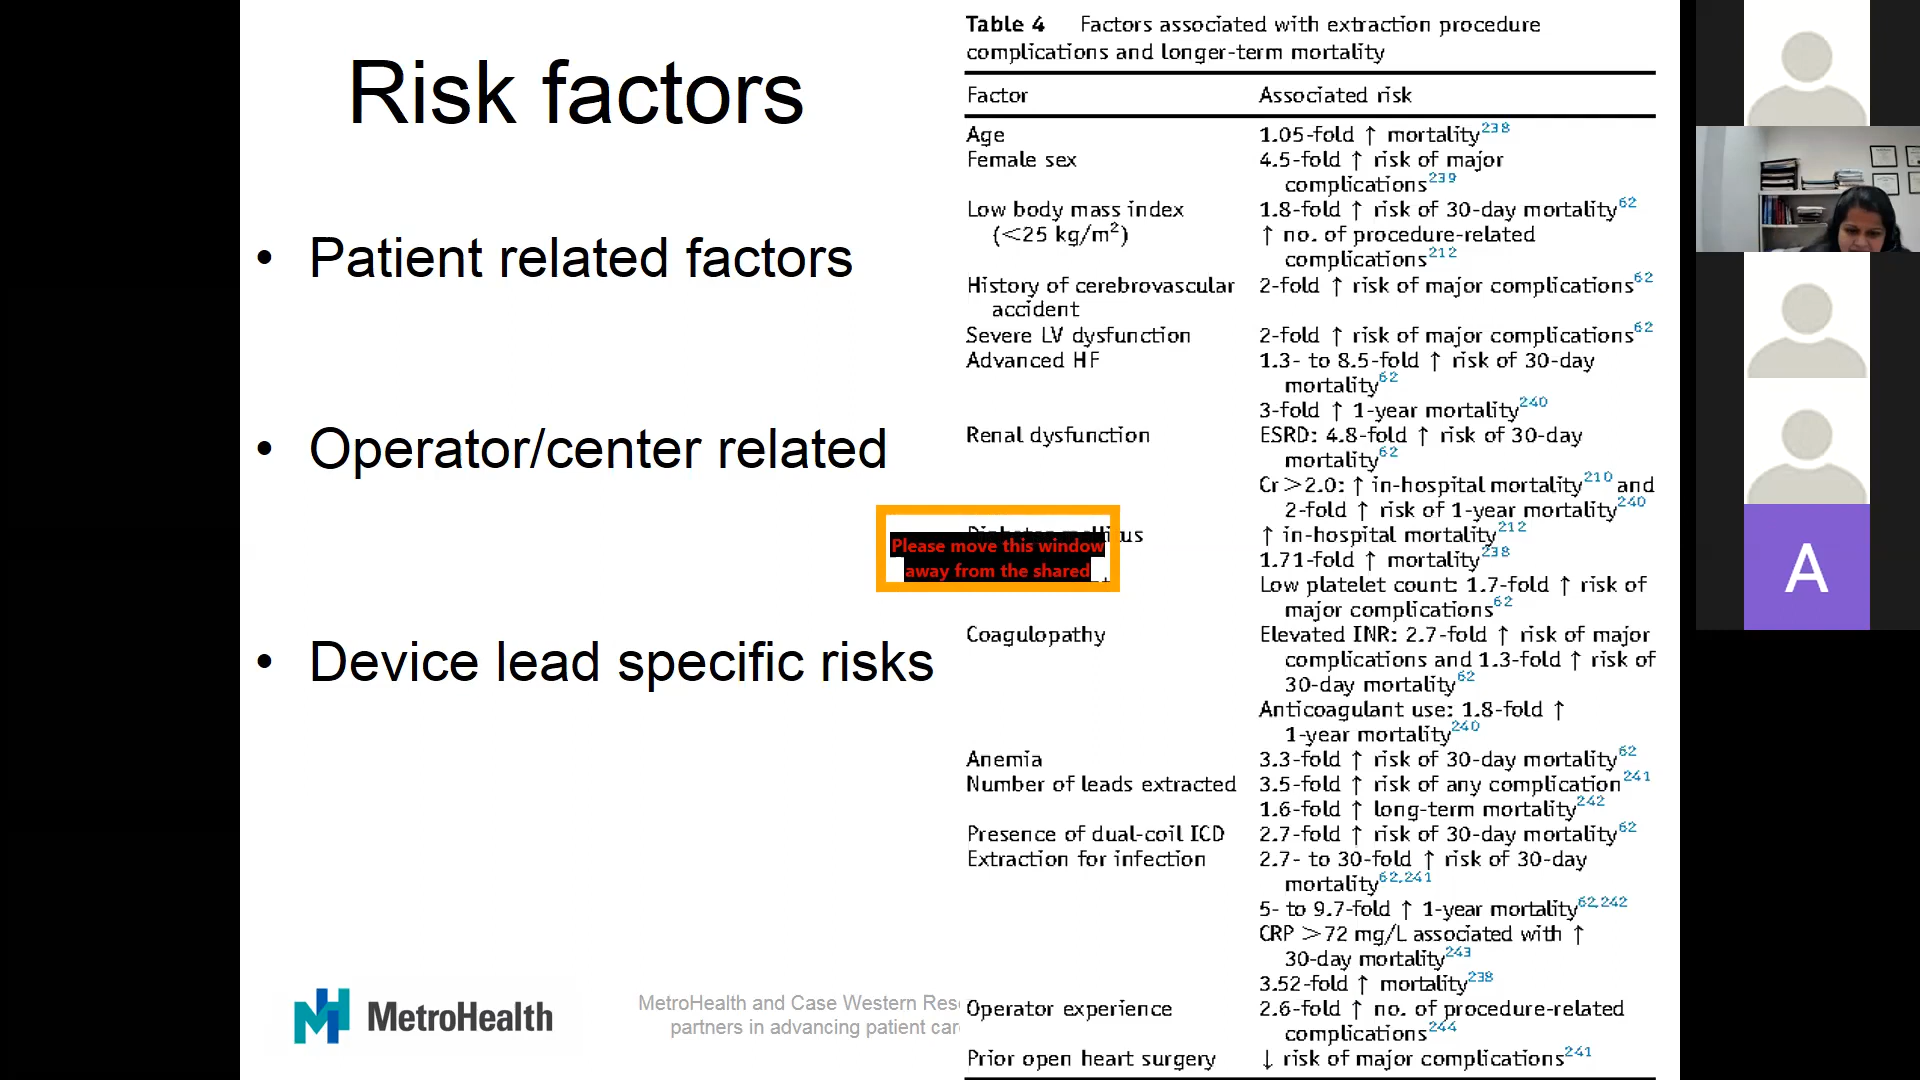 Risk factors
• Patient related factors
• Operator/center related
• Device lead specific risks
MetroHealth
MetroHealth and Case Western Res
partners in advancing patient car
Table 4 Factors associated with extraction procedure
complications and longer-term mortality
Factor Associated risk
Age 1.05-fold ↑ mortality238
Female sex 4.5-fold ↑ risk of major
complications239
Low body mass index 1.8-fold ↑ risk of 30-day mortality62
(<25 kg/m2) ↑ no. of procedure-related
complications212
History of cerebrovascular 2-fold ↑ risk of major complications62
accident
Severe LV dysfunction 2-fold ↑ risk of major complications62
Advanced HF 1.3- to 8.5-fold ↑ risk of 30-day
mortality62
3-fold ↑ 1-year mortality240
Renal dysfunction ESRD: 4.8-fold ↑ risk of 30-day
mortality62
Cr >2.0: ↑ in-hospital mortality210 and
2-fold ↑ risk of 1-year mortality240
Diabetes mellitus ↑ in-hospital mortality212
Please move this window
away from the shared
1.71-fold ↑ mortality238
Low platelet count: 1.7-fold ↑ risk of
major complications62
Coagulopathy Elevated INR: 2.7-fold ↑ risk of major
complications and 1.3-fold ↑ risk of
30-day mortality62
Anticoagulant use: 1.8-fold ↑
1-year mortality240
Anemia 3.3-fold ↑ risk of 30-day mortality62
Number of leads extracted 3.5-fold ↑ risk of any complication241
1.6-fold ↑ long-term mortality242
Presence of dual-coil ICD 2.7-fold ↑ risk of 30-day mortality62
Extraction for infection 2.7- to 30-fold ↑ risk of 30-day
mortality62,241
5- to 9.7-fold ↑ 1-year mortality62,242
CRP >72 mg/L associated with ↑
30-day mortality243
3.52-fold ↑ mortality238
Operator experience 2.6-fold ↑ no. of procedure-related
complications244
Prior open heart surgery ↓ risk of major complications241
A